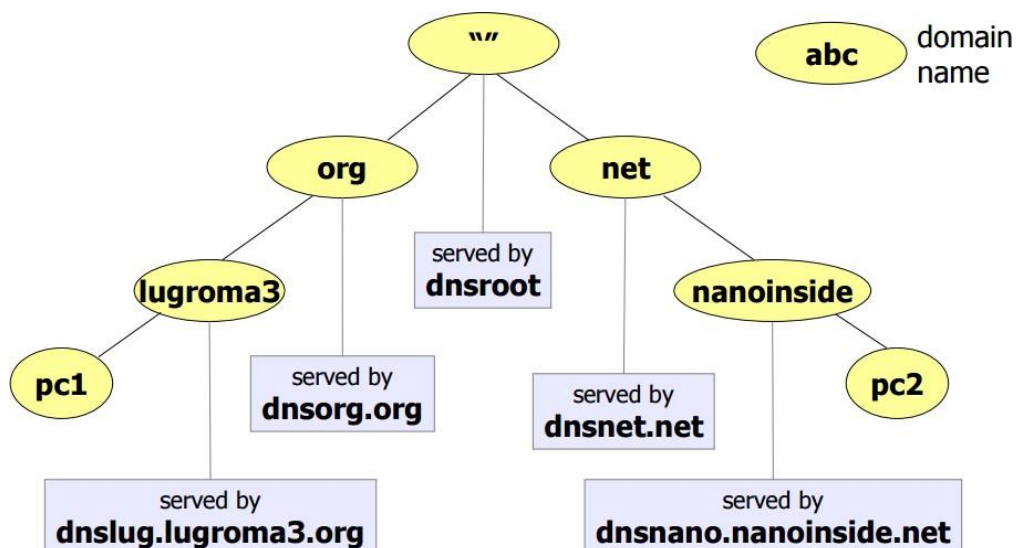 “”
abc
domain
name
org
net
served by
dnsroot
lugroma3
nanoinside
pc1
served by
dnsorg.org
served by
dnsnet.net
pc2
served by
dnslug.lugroma3.org
served by
dnsnano.nanoinside.net